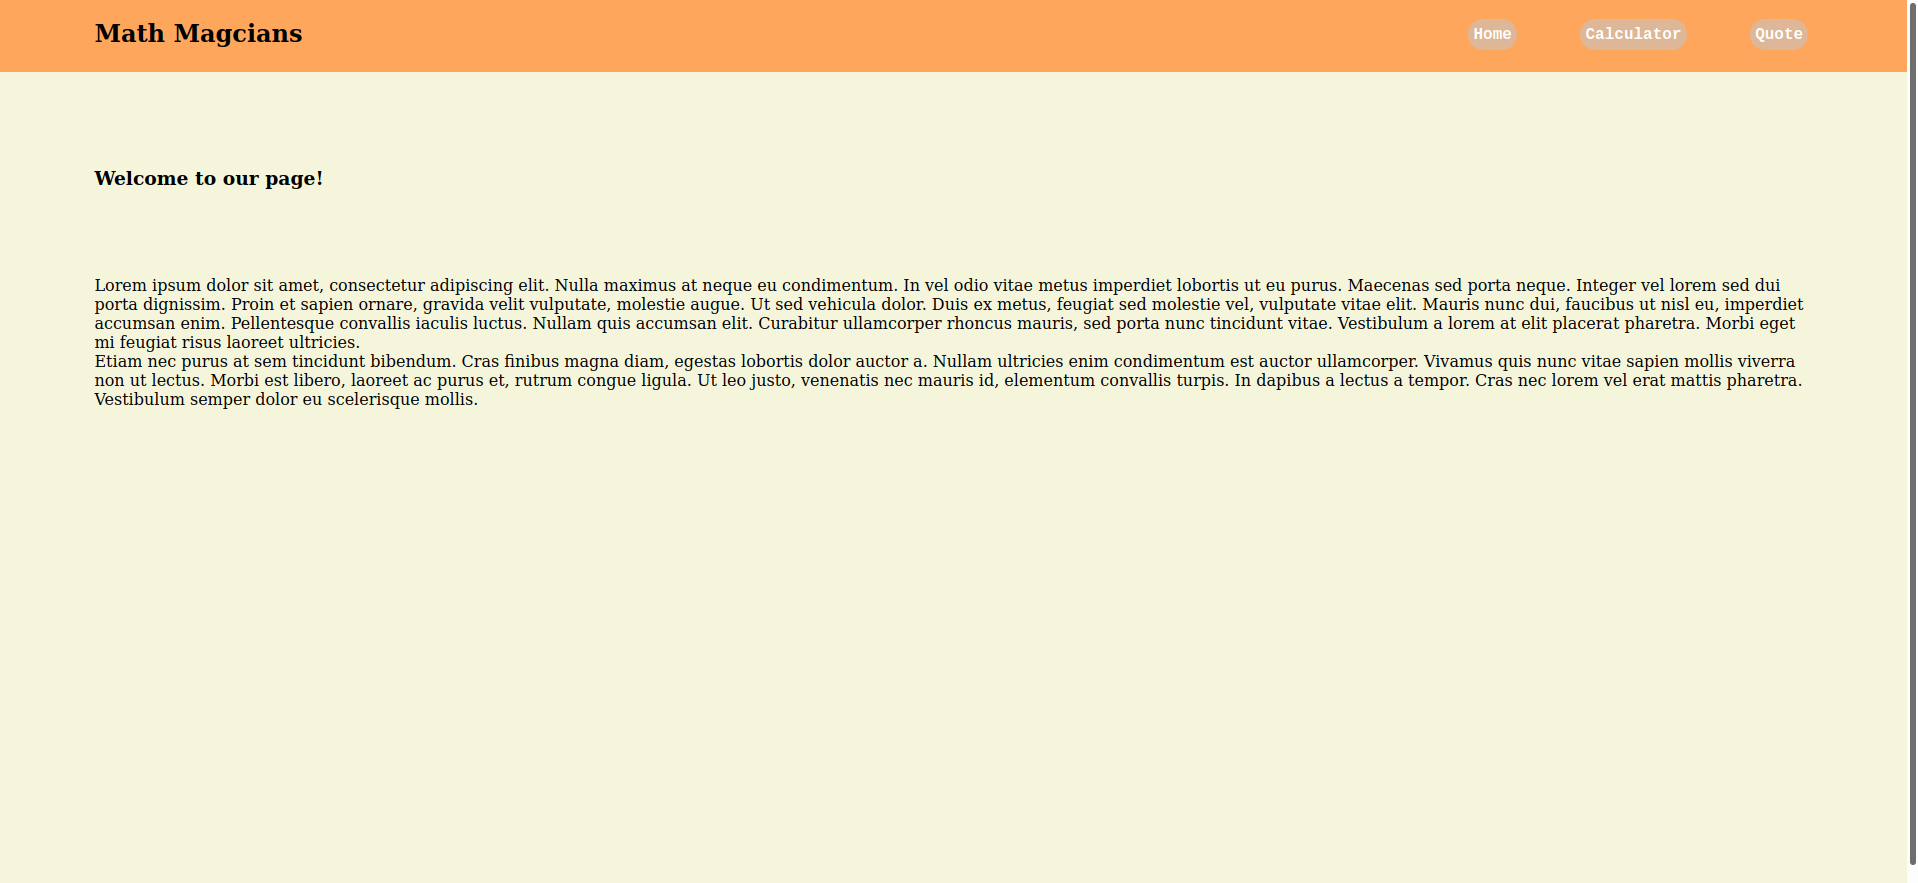 Math Magcians
Home
Calculator
Quote
Welcome to our page!
Lorem ipsum dolor sit amet, consectetur adipiscing elit. Nulla maximus at neque eu condimentum. In vel odio vitae metus imperdiet lobortis ut eu purus. Maecenas sed porta neque. Integer vel lorem sed dui
porta dignissim. Proin et sapien ornare, gravida velit vulputate, molestie augue. Ut sed vehicula dolor. Duis ex metus, feugiat sed molestie vel, vulputate vitae elit. Mauris nunc dui, faucibus ut nisl eu, imperdiet
accumsan enim. Pellentesque convallis iaculis luctus. Nullam quis accumsan elit. Curabitur ullamcorper rhoncus mauris, sed porta nunc tincidunt vitae. Vestibulum a lorem at elit placerat pharetra. Morbi eget
mi feugiat risus laoreet ultricies.
Etiam nec purus at sem tincidunt bibendum. Cras finibus magna diam, egestas lobortis dolor auctor a. Nullam ultricies enim condimentum est auctor ullamcorper. Vivamus quis nunc vitae sapien mollis viverra
non ut lectus. Morbi est libero, laoreet ac purus et, rutrum congue ligula. Ut leo justo, venenatis nec mauris id, elementum convallis turpis. In dapibus a lectus a tempor. Cras nec lorem vel erat mattis pharetra.
Vestibulum semper dolor eu scelerisque mollis.